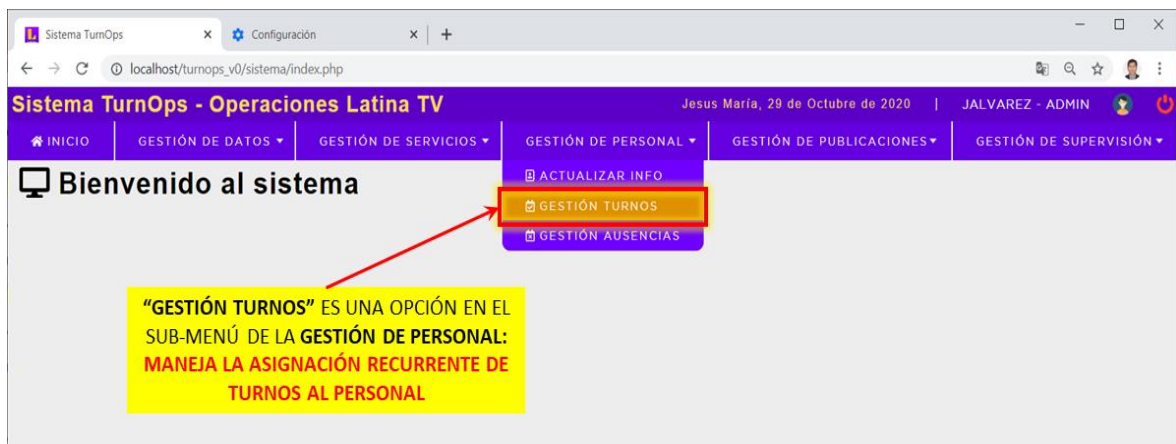 Sistema TurnOps
Configuración
localhost/turnops_v0/sistema/index.php
Sistema TurnOps - Operaciones Latina TV
Jesus María, 29 de Octubre de 2020 | JALVAREZ - ADMIN
INICIO
GESTIÓN DE DATOS
GESTIÓN DE SERVICIOS
GESTIÓN DE PERSONAL
GESTIÓN DE PUBLICACIONES
GESTIÓN DE SUPERVISIÓN
Bienvenido al sistema
ACTUALIZAR INFO
GESTIÓN TURNOS
GESTIÓN AUSENCIAS
“GESTIÓN TURNOS” ES UNA OPCIÓN EN EL
SUB-MENÚ DE LA GESTIÓN DE PERSONAL:
MANEJA LA ASIGNACIÓN RECURRENTE DE
TURNOS AL PERSONAL